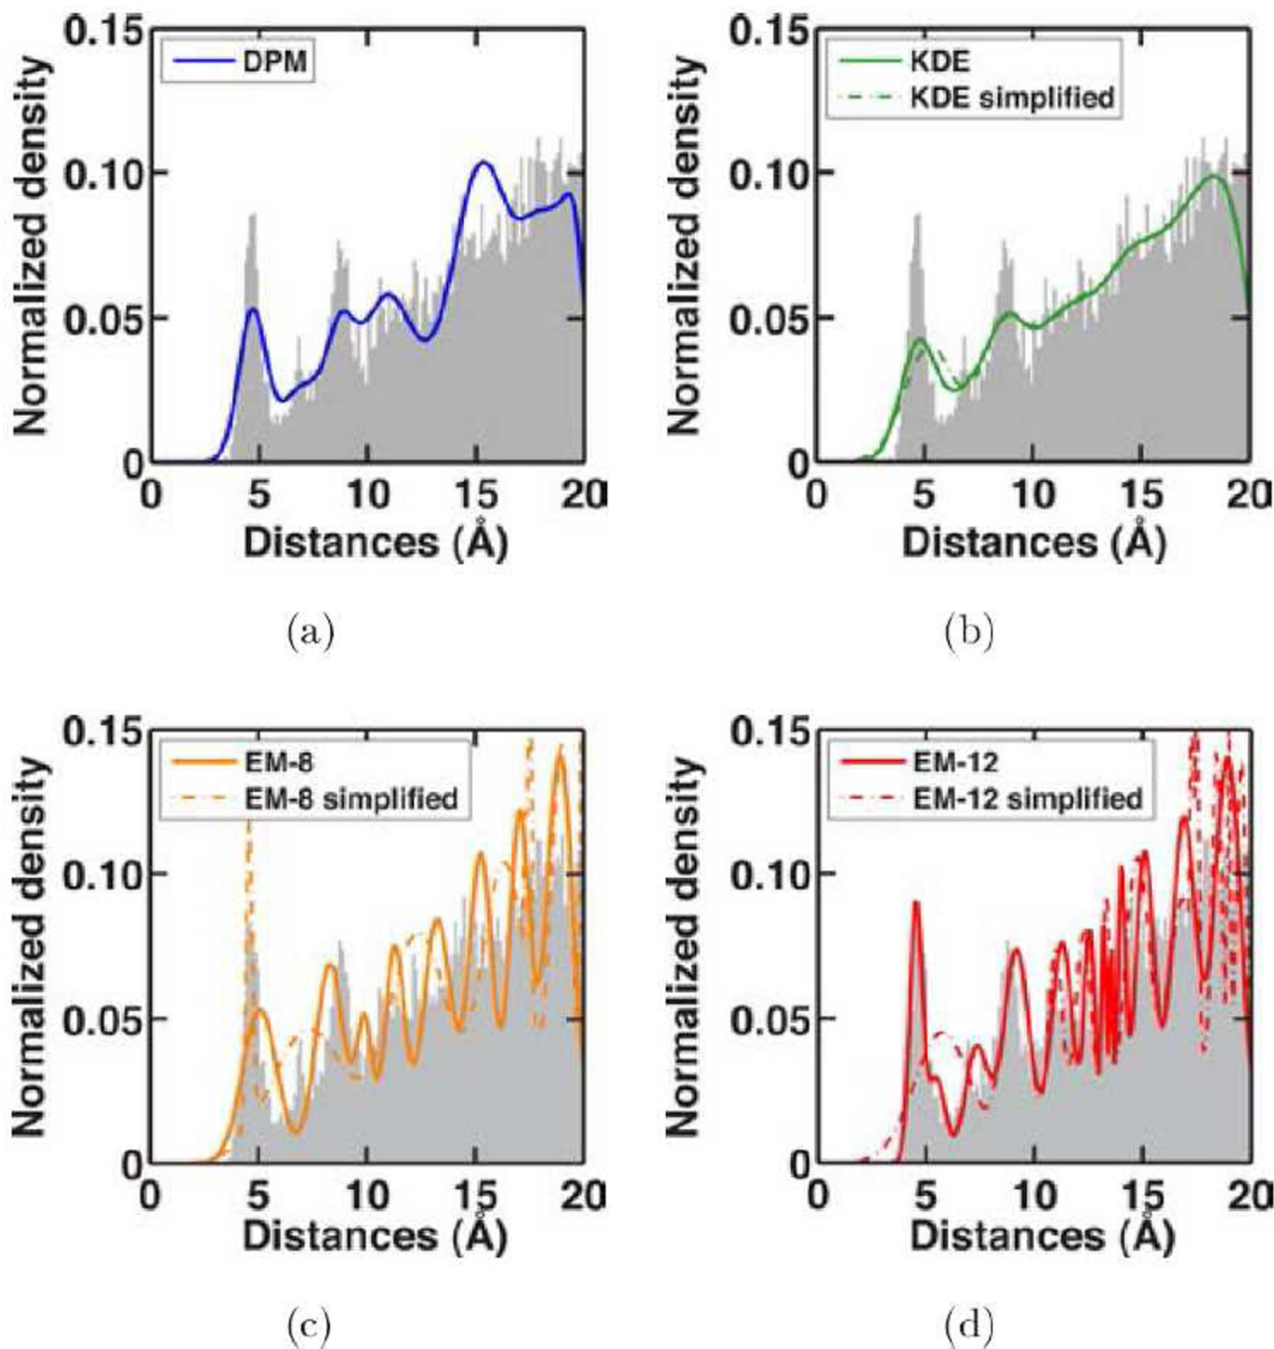 0.15
DPM
0.10
0.05
0
Normalized density
0 5 10 15 20
Distances (Å)
(a)
0.15
KDE
KDE simplified
0.10
0.05
0
Normalized density
0 5 10 15 20
Distances (Å)
(b)
0.15
EM-8
EM-8 simplified
0.10
0.05
0
Normalized density
0 5 10 15 20
Distances (Å)
(c)
0.15
EM-12
EM-12 simplified
0.10
0.05
0
Normalized density
0 5 10 15 20
Distances (Å)
(d)